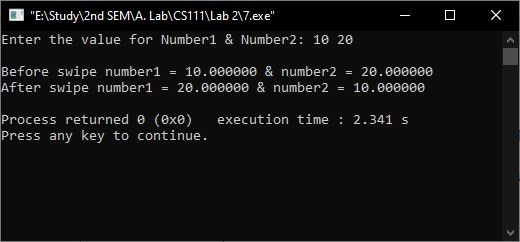 "E:\Study\2nd SEM\A. Lab\CS111\Lab 2\7.exe"
Enter the value for Number1 & Number2: 10 20
Before swipe number1 = 10.000000 & number2 = 20.000000
After swipe number1 = 20.000000 & number2 = 10.000000
Process returned 0 (0x0)   execution time : 2.341 s
Press any key to continue.